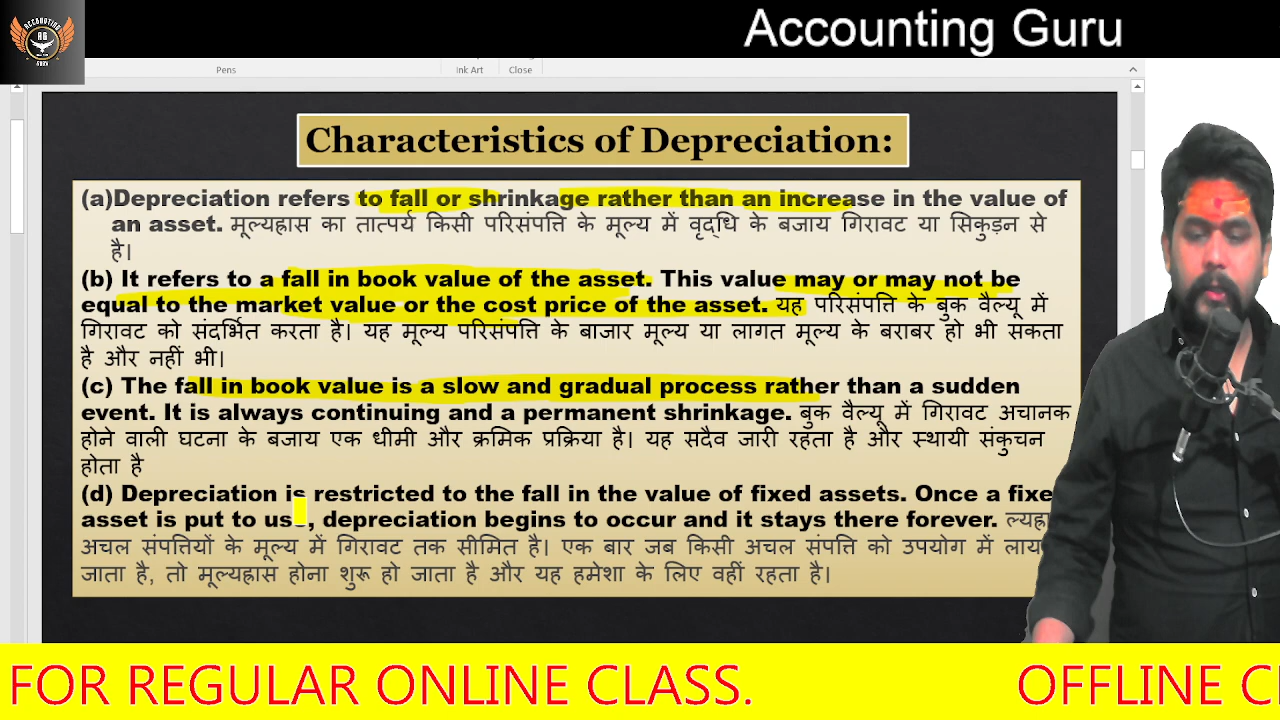 Accounting Guru
ACCOUNTING
AG
GURU
Pens
Ink Art
Close
Characteristics of Depreciation:
(a)Depreciation refers to fall or shrinkage rather than an increase in the value of
an asset. मूल्यह्रास का तात्पर्य किसी परिसंपत्ति के मूल्य में वृद्धि के बजाय गिरावट या सिकुड़न से
है।
(b) It refers to a fall in book value of the asset. This value may or may not be
equal to the market value or the cost price of the asset. यह परिसंपत्ति के बुक वैल्यू में
गिरावट को संदर्भित करता है। यह मूल्य परिसंपत्ति के बाजार मूल्य या लागत मूल्य के बराबर हो भी सकता
है और नहीं भी।
(c) The fall in book value is a slow and gradual process rather than a sudden
event. It is always continuing and a permanent shrinkage. बुक वैल्यू में गिरावट अचानक
होने वाली घटना के बजाय एक धीमी और क्रमिक प्रक्रिया है। यह सदैव जारी रहता है और स्थायी संकुचन
होता है
(d) Depreciation is restricted to the fall in the value of fixed assets. Once a fixe
asset is put to us , depreciation begins to occur and it stays there forever. ल्यह्रा
अचल संपत्तियों के मूल्य में गिरावट तक सीमित है। एक बार जब किसी अचल संपत्ति को उपयोग में लाय
जाता है, तो मूल्यह्रास होना शुरू हो जाता है और यह हमेशा के लिए वहीं रहता है।
FOR REGULAR ONLINE CLASS. OFFLINE C